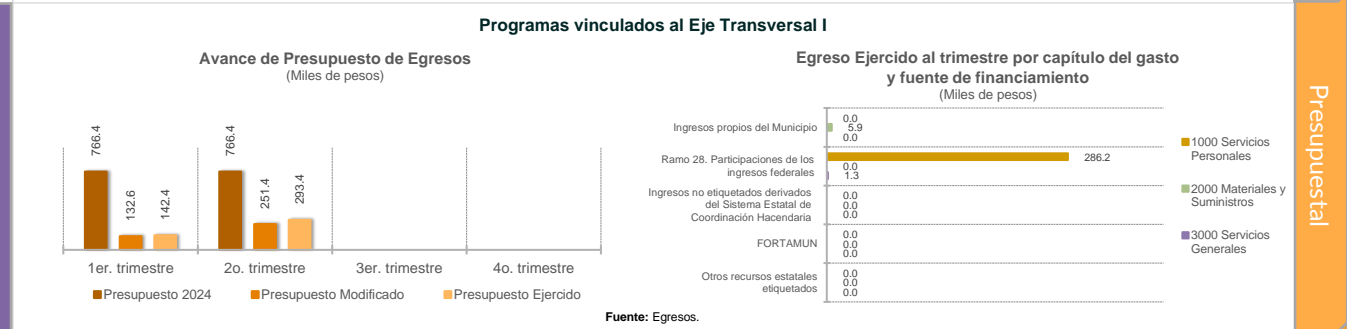 Programas vinculados al Eje Transversal I
Avance de Presupuesto de Egresos
(Miles de pesos)
766.4
132.6
142.4
766.4
251.4
293.4
1er. trimestre
2o. trimestre
3er. trimestre
4o. trimestre
Presupuesto 2024
Presupuesto Modificado
Presupuesto Ejercido
Egreso Ejercido al trimestre por capítulo del gasto
y fuente de financiamiento
(Miles de pesos)
Ingresos propios del Municipio
0.0
5.9
0.0
Ramo 28. Participaciones de los
ingresos federales
286.2
0.0
1.3
Ingresos no etiquetados derivados
del Sistema Estatal de
Coordinación Hacendaria
0.0
0.0
0.0
FORTAMUN
0.0
0.0
0.0
Otros recursos estatales
etiquetados
0.0
0.0
0.0
1000 Servicios
Personales
2000 Materiales y
Suministros
3000 Servicios
Generales
Presupuestal
Fuente: Egresos.